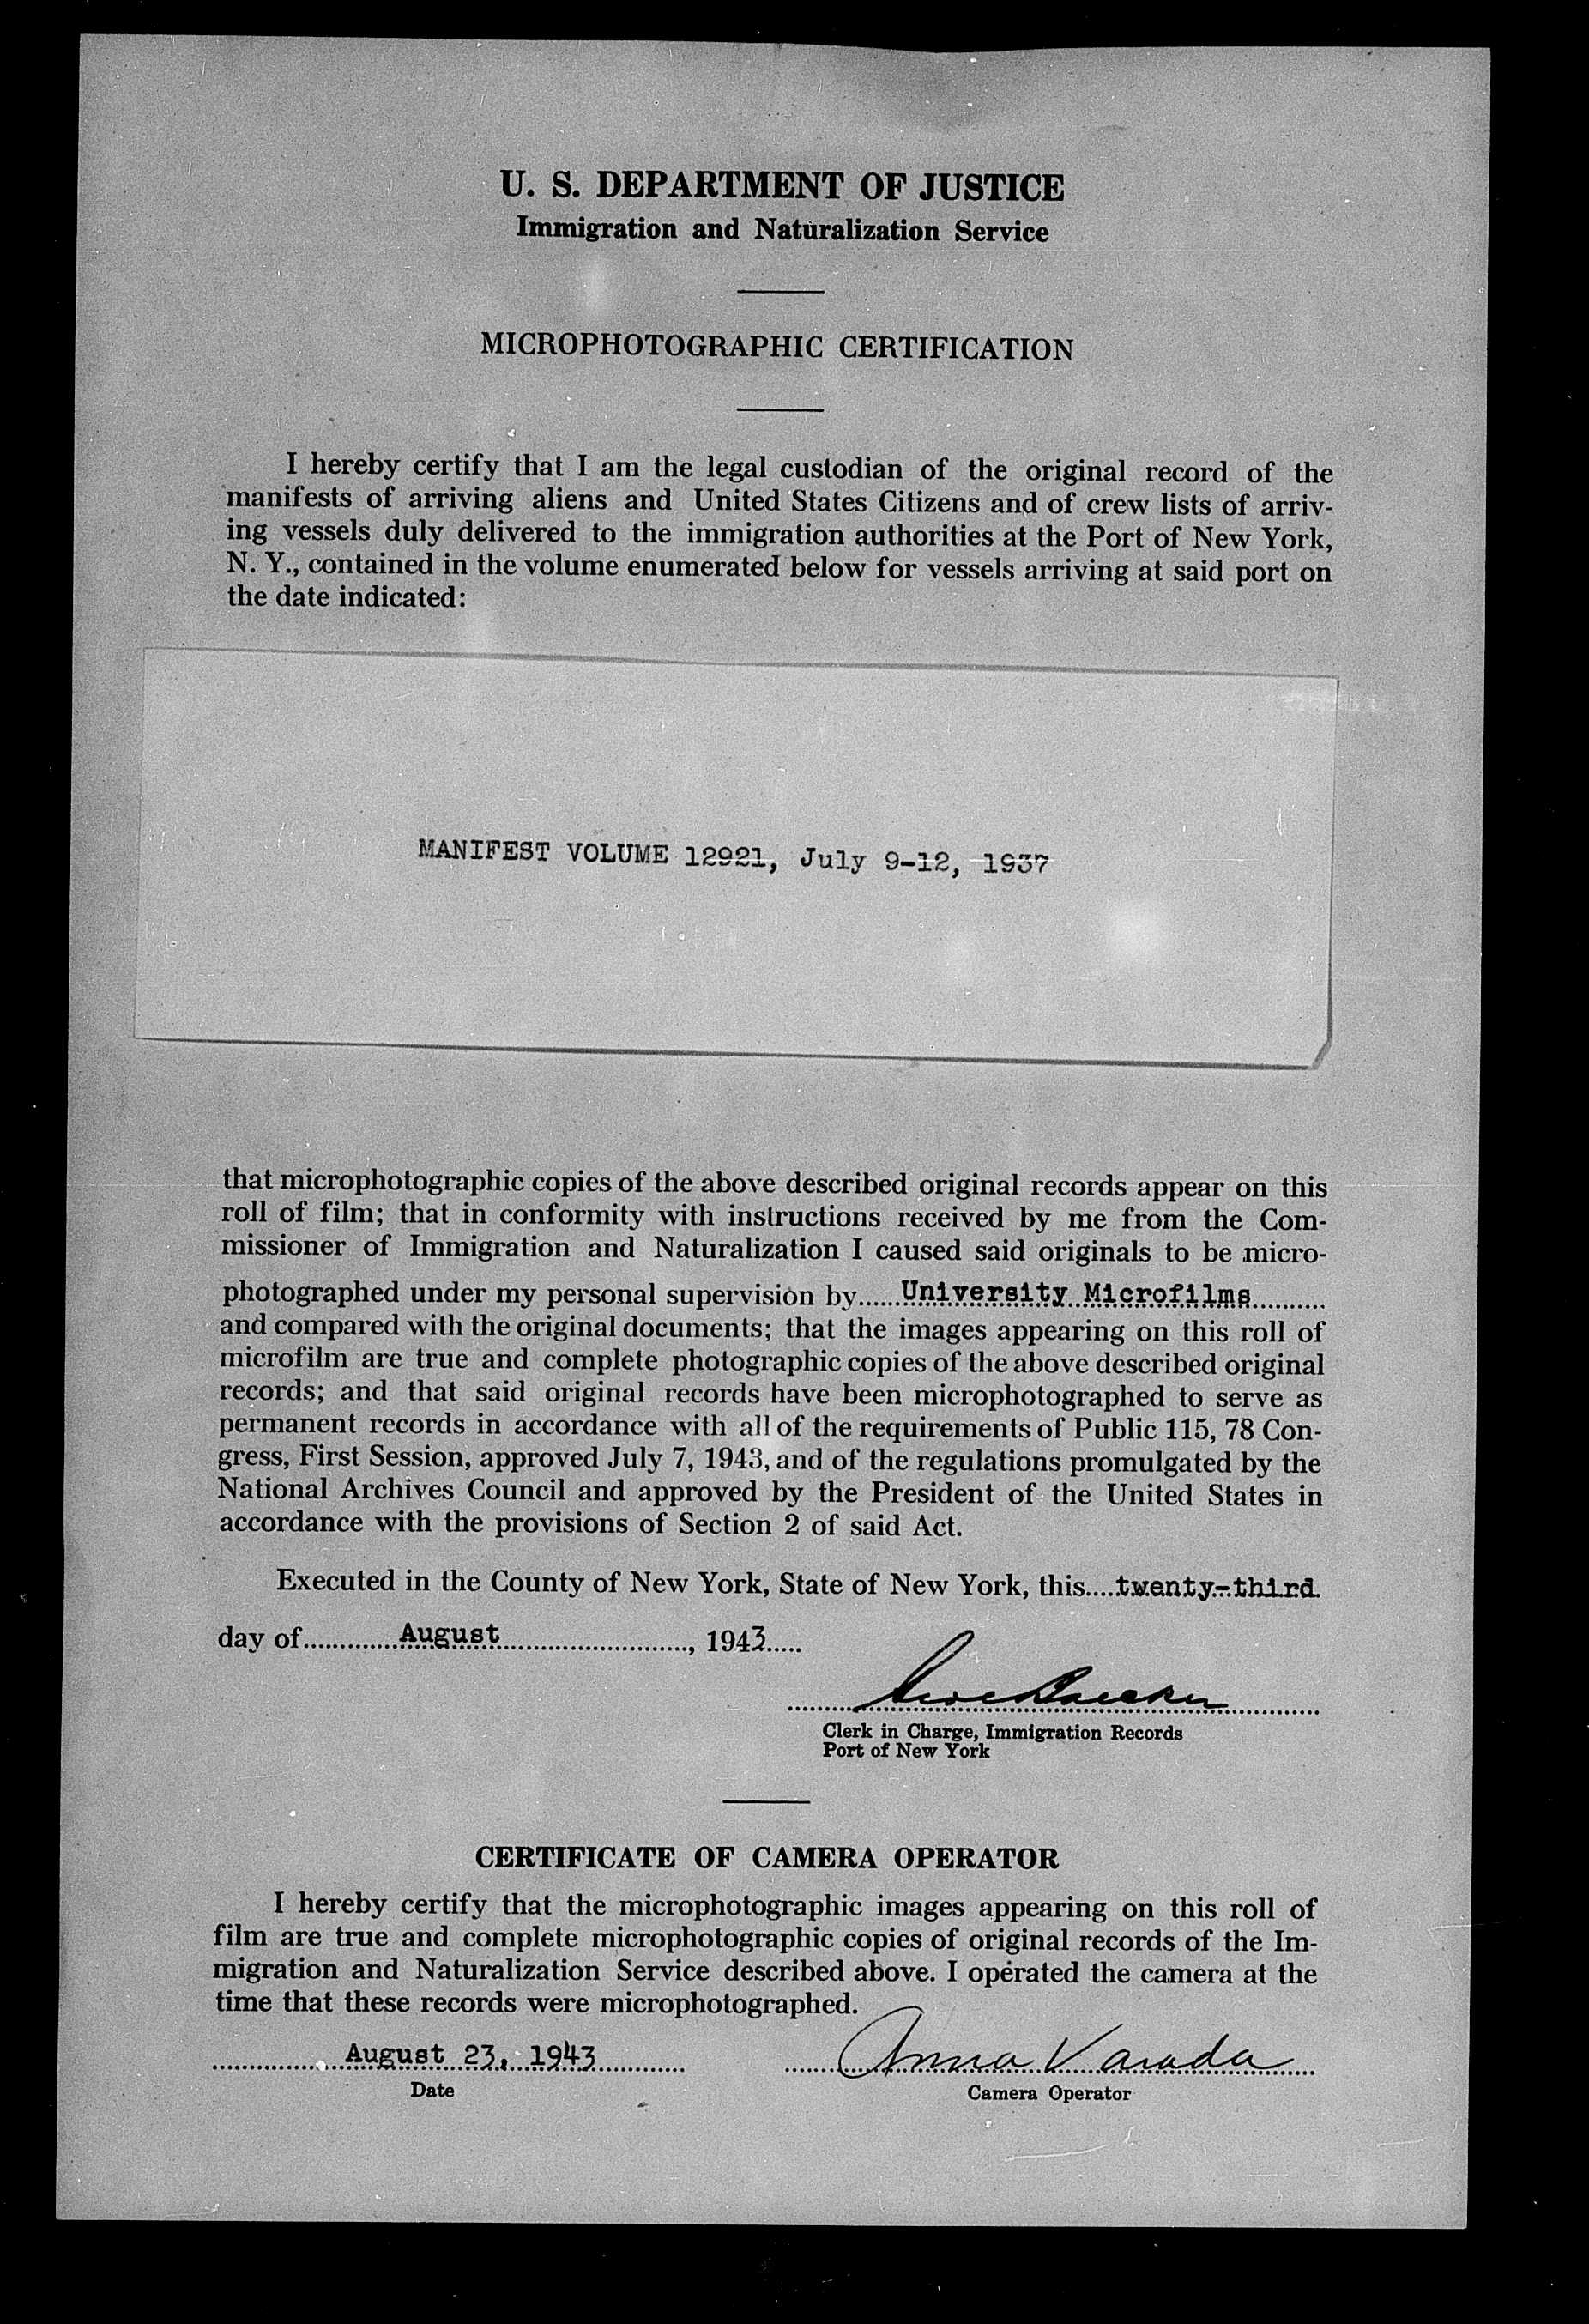 U. S. DEPARTMENT OF JUSTICE
Immigration and Naturalization Service
MICROPHOTOGRAPHIC CERTIFICATION
I hereby certify that I am the legal custodian of the original record of the
manifests of arriving aliens and United States Citizens and of crew lists of arriv-
ing vessels duly delivered to the immigration authorities at the Port of New York,
N. Y., contained in the volume enumerated below for vessels arriving at said port on
the date indicated:
MANIFEST VOLUME 12921, July 9-12, 1937
that microphotographic copies of the above described original records appear on this
roll of film; that in conformity with instructions received by me from the Com-
missioner of Immigration and Naturalization I caused said originals to be micro-
photographed under my personal supervision by......University Microfilms..........
and compared with the original documents; that the images appearing on this roll of
microfilm are true and complete photographic copies of the above described original
records; and that said original records have been microphotographed to serve as
permanent records in accordance with all of the requirements of Public 115, 78 Con-
gress, First Session, approved July 7, 1943, and of the regulations promulgated by the
National Archives Council and approved by the President of the United States in
accordance with the provisions of Section 2 of said Act.
Executed in the County of New York, State of New York, this....twenty-third
day of.............August..........................., 1943.....
Clerk in Charge, Immigration Records
Port of New York
CERTIFICATE OF CAMERA OPERATOR
I hereby certify that the microphotographic images appearing on this roll of
film are true and complete microphotographic copies of original records of the Im-
migration and Naturalization Service described above. I operated the camera at the
time that these records were microphotographed.
August 23, 1943 Anna Varada
Date Camera Operator